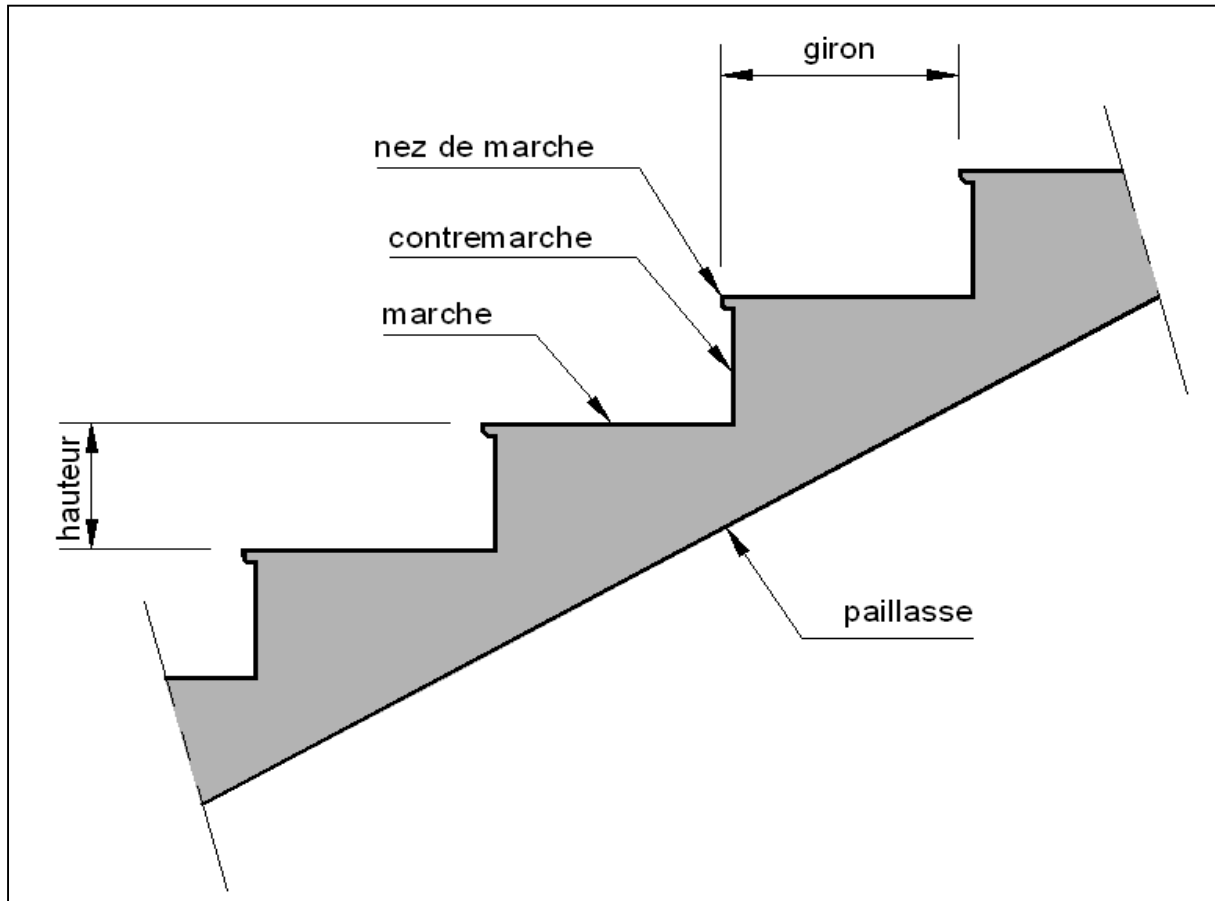 giron
nez de marche
contremarche
marche
hauteur
paillasse